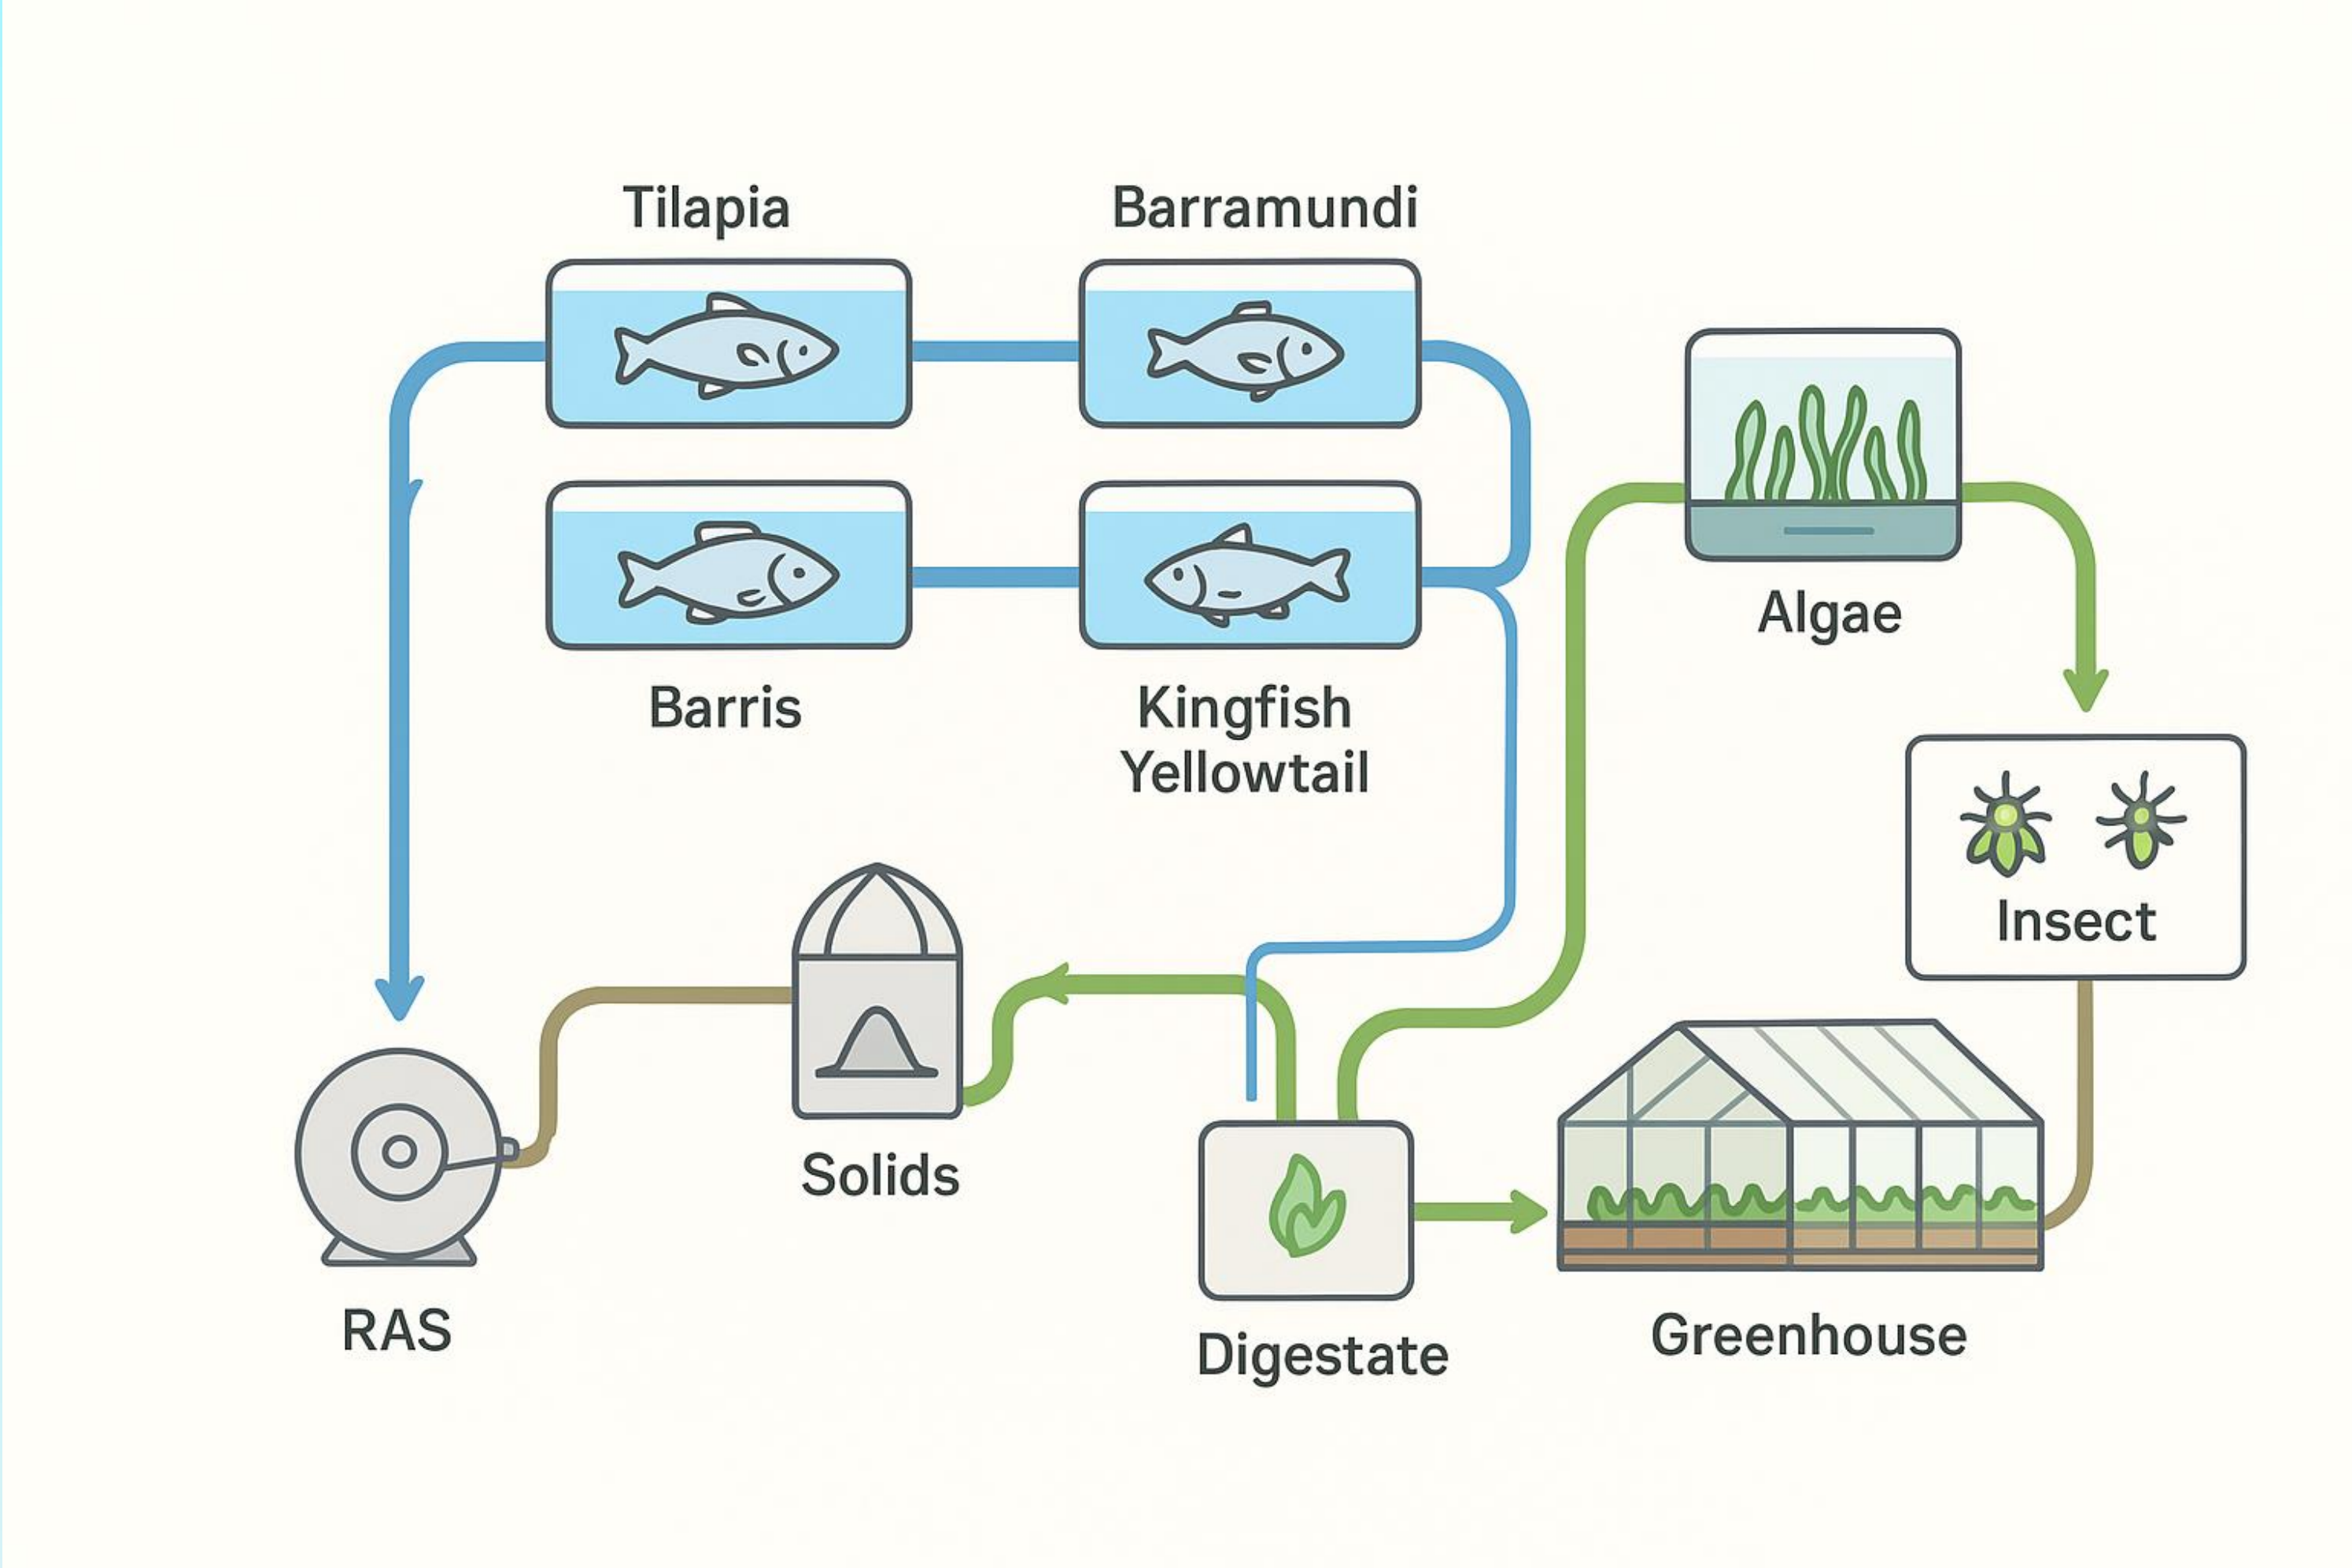 Tilapia
Barramundi
Barris
Kingfish
Yellowtail
Algae
Insect
Solids
RAS
Digestate
Greenhouse